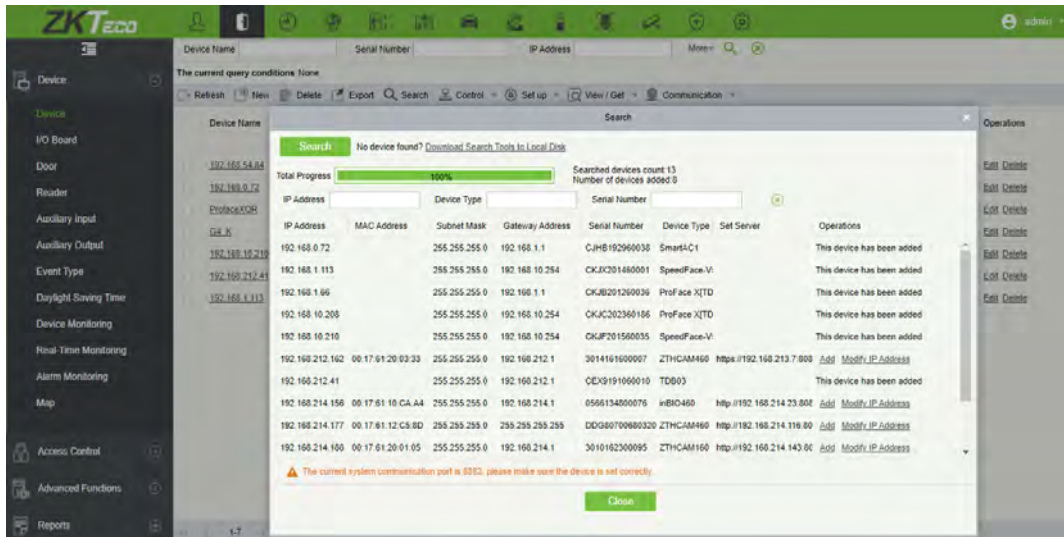 ZKTeco
admin
Device
Device
I/O Board
Door
Reader
Auxiliary Input
Auxiliary Output
Event Type
Daylight Saving Time
Device Monitoring
Real-Time Monitoring
Alarm Monitoring
Map
Access Control
Advanced Functions
Reports
Device Name Serial Number IP Address More
The current query conditions None
Refresh New Delete Export Search Control Set up View / Get Communication
Device Name Operations
192.168.54.84 Edit Delete
192.168.0.72 Edit Delete
ProfaceXOR Edit Delete
G4_K Edit Delete
192.168.10.210 Edit Delete
192.168.212.41 Edit Delete
192.168.1.113 Edit Delete
1-7
Search
Search No device found? Download Search Tools to Local Disk
Total Progress 100% Searched devices count:13
Number of devices added:8
IP Address Device Type Serial Number
IP Address MAC Address Subnet Mask Gateway Address Serial Number Device Type Set Server Operations
192.168.0.72 255.255.255.0 192.168.1.1 CJHB192960038 SmartAC1 This device has been added
192.168.1.113 255.255.255.0 192.168.10.254 CKJX201460001 SpeedFace-V This device has been added
192.168.1.66 255.255.255.0 192.168.1.1 CKJB201260036 ProFace X[TD This device has been added
192.168.10.208 255.255.255.0 192.168.10.254 CKJC202360186 ProFace X[TD This device has been added
192.168.10.210 255.255.255.0 192.168.10.254 CKJF201560035 SpeedFace-V This device has been added
192.168.212.162 00:17:61:20:03:33 255.255.255.0 192.168.212.1 3014161600007 ZTHCAM460 https://192.168.213.7:808 Add Modify IP Address
192.168.212.41 255.255.255.0 192.168.212.1 CEX9191060010 TDB03 This device has been added
192.168.214.156 00:17:61:10:CA:A4 255.255.255.0 192.168.214.1 0566134800076 inBIO460 http://192.168.214.23:808 Add Modify IP Address
192.168.214.177 00:17:61:12:C5:8D 255.255.255.0 255.255.255.255 DDG80700680320 ZTHCAM460 http://192.168.214.116:80 Add Modify IP Address
192.168.214.180 00:17:61:20:01:05 255.255.255.0 192.168.214.1 3010162300095 ZTHCAM160 http://192.168.214.143:80 Add Modify IP Address
The current system communication port is 8883, please make sure the device is set correctly.
Close